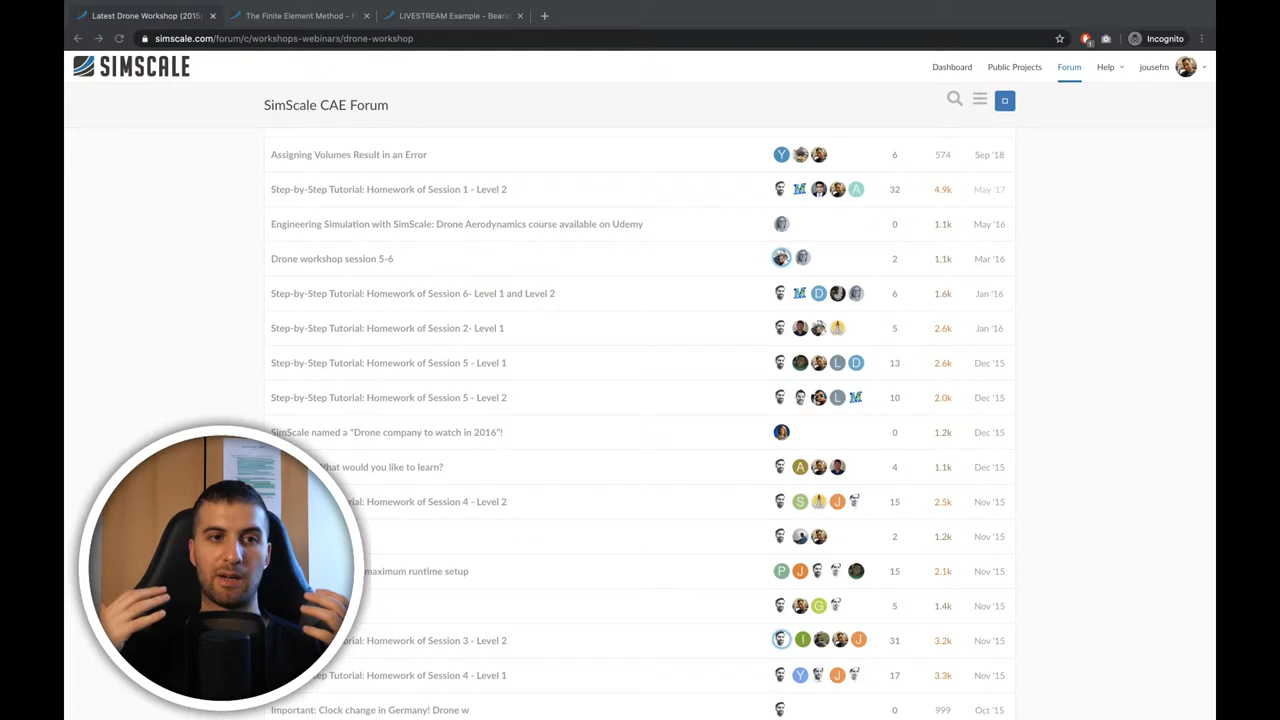 Latest Drone Workshop (2015)
The Finite Element Method - F
LIVESTREAM Example - Bearin
simscale.com/forum/c/workshops-webinars/drone-workshop
Incognito
SIMSCALE
Dashboard Public Projects Forum Help jousefm
SimScale CAE Forum
Assigning Volumes Result in an Error Y 6 574 Sep '18
Step-by-Step Tutorial: Homework of Session 1 - Level 2 M A 32 4.9k May '17
Engineering Simulation with SimScale: Drone Aerodynamics course available on Udemy 0 1.1k May '16
Drone workshop session 5-6 2 1.1k Mar '16
Step-by-Step Tutorial: Homework of Session 6- Level 1 and Level 2 M D 6 1.6k Jan '16
Step-by-Step Tutorial: Homework of Session 2- Level 1 5 2.6k Jan '16
Step-by-Step Tutorial: Homework of Session 5 - Level 1 L D 13 2.6k Dec '15
Step-by-Step Tutorial: Homework of Session 5 - Level 2 L M 10 2.0k Dec '15
SimScale named a "Drone company to watch in 2016"! 0 1.2k Dec '15
hat would you like to learn? A 4 1.1k Dec '15
rial: Homework of Session 4 - Level 2 S J 15 2.5k Nov '15
2 1.2k Nov '15
maximum runtime setup P J 15 2.1k Nov '15
G 5 1.4k Nov '15
rial: Homework of Session 3 - Level 2 I J 31 3.2k Nov '15
Tutorial: Homework of Session 4 - Level 1 Y J 17 3.3k Nov '15
Important: Clock change in Germany! Drone w 0 999 Oct '15